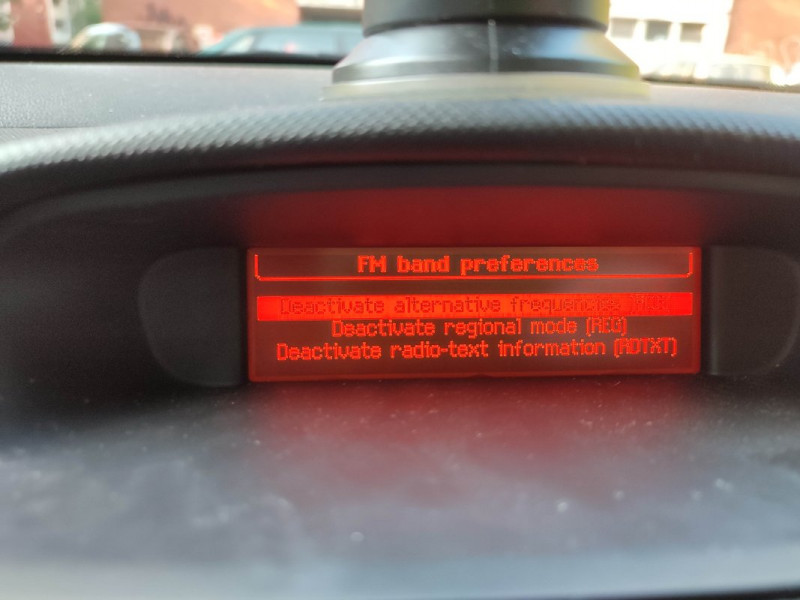 FM band preferences
Deactivate alternative frequencies
Deactivate regional mode (REG)
Deactivate radio-text information (RDTXT)